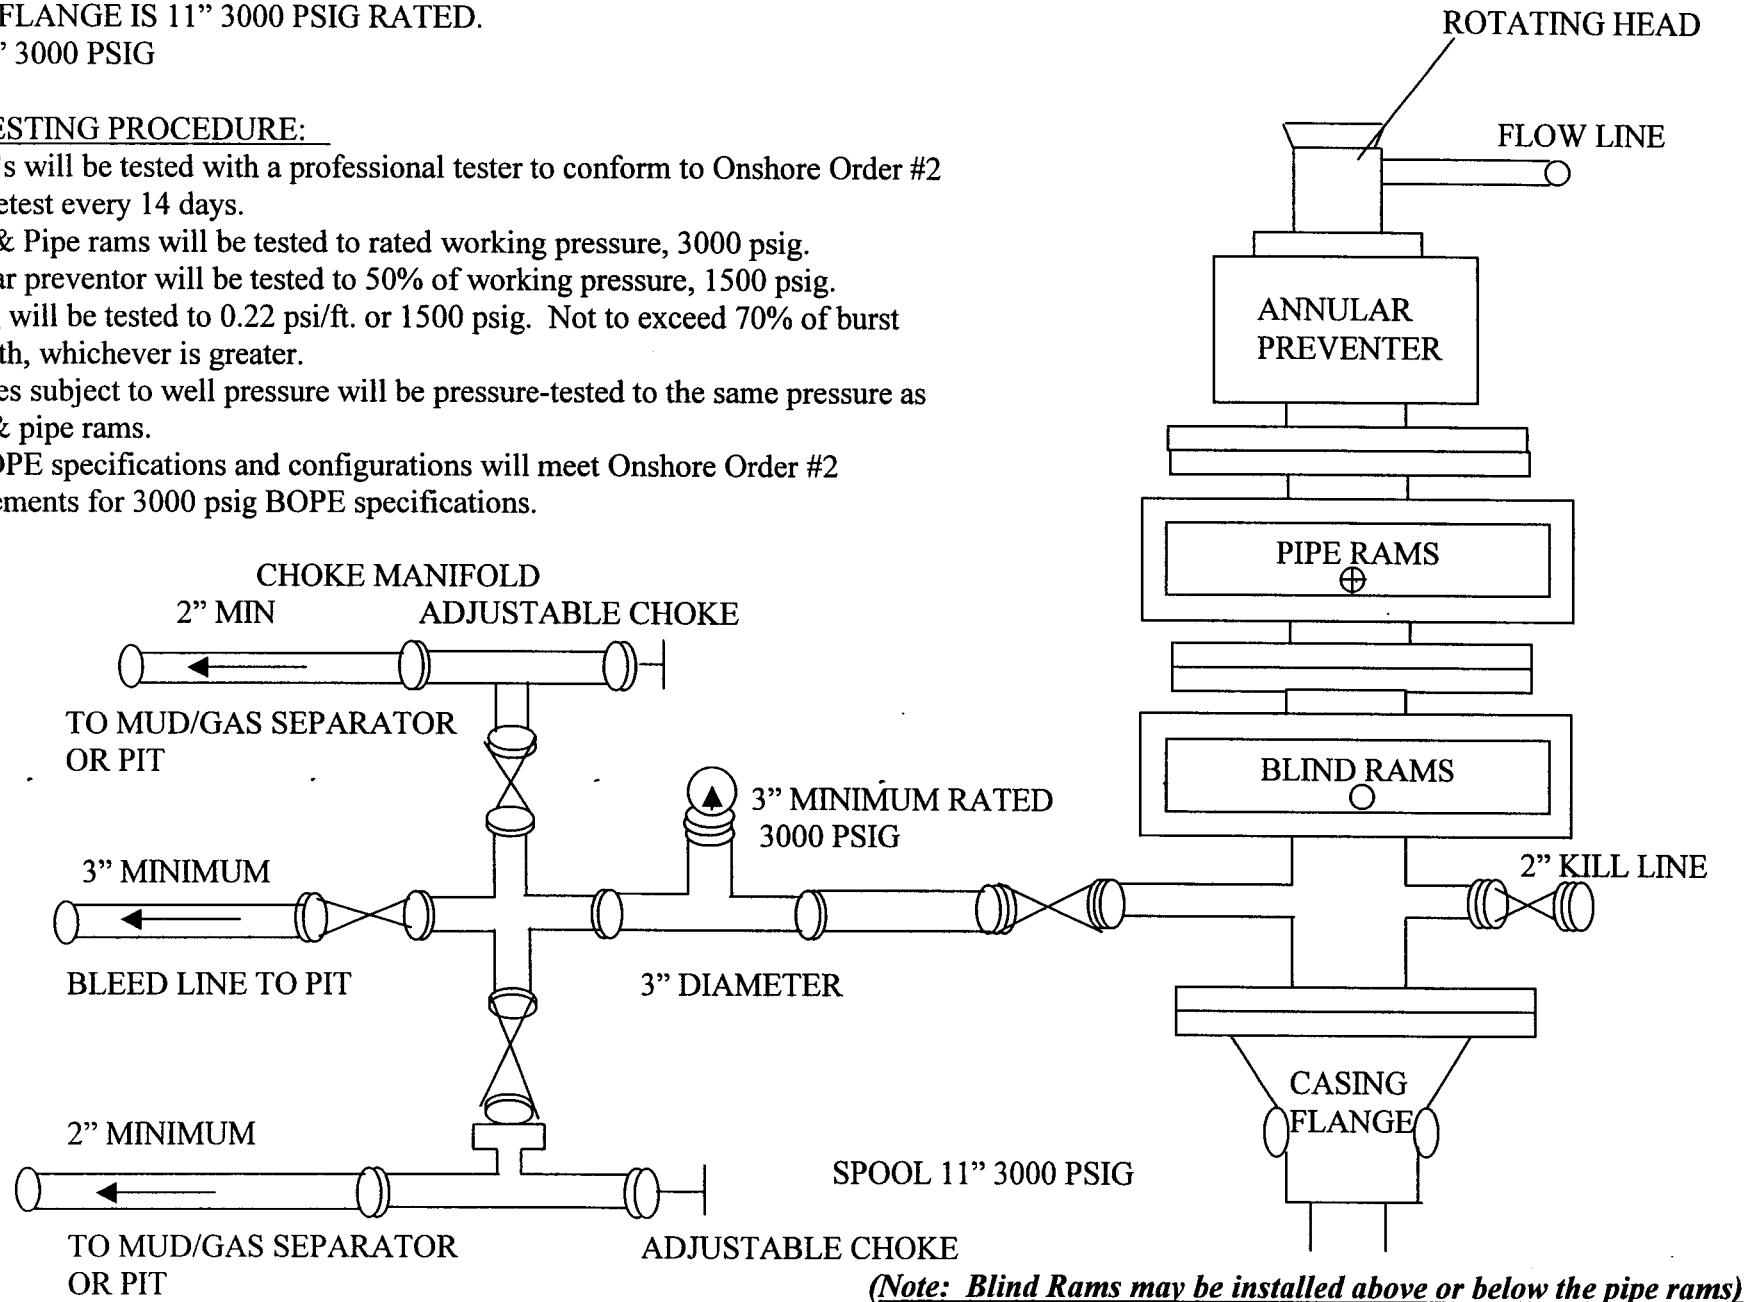 FLANGE IS 11” 3000 PSIG RATED.
” 3000 PSIG
ESTING PROCEDURE:
’s will be tested with a professional tester to conform to Onshore Order #2
etest every 14 days.
& Pipe rams will be tested to rated working pressure, 3000 psig.
ar preventor will be tested to 50% of working pressure, 1500 psig.
will be tested to 0.22 psi/ft. or 1500 psig.  Not to exceed 70% of burst
th, whichever is greater.
es subject to well pressure will be pressure-tested to the same pressure as
& pipe rams.
OPE specifications and configurations will meet Onshore Order #2
ements for 3000 psig BOPE specifications.
ROTATING HEAD
FLOW LINE
ANNULAR
PREVENTER
PIPE RAMS
BLIND RAMS
2” KILL LINE
CASING
FLANGE
CHOKE MANIFOLD
2” MIN
ADJUSTABLE CHOKE
TO MUD/GAS SEPARATOR
OR PIT
3” MINIMUM RATED
3000 PSIG
3” MINIMUM
BLEED LINE TO PIT
3” DIAMETER
2” MINIMUM
SPOOL 11” 3000 PSIG
TO MUD/GAS SEPARATOR
OR PIT
ADJUSTABLE CHOKE
(Note:  Blind Rams may be installed above or below the pipe rams)